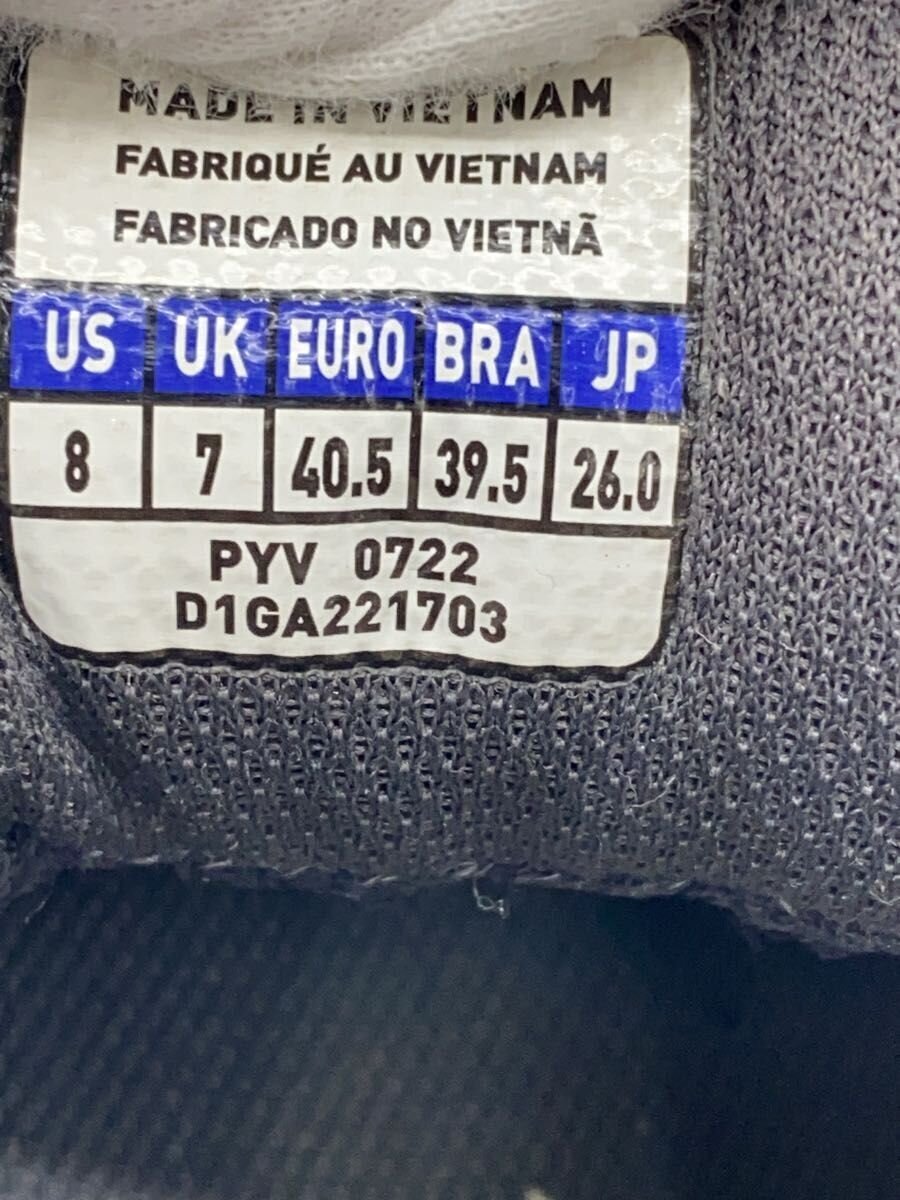 MADE IN VIETNAM
FABRIQUÉ AU VIETNAM
FABRICADO NO VIETNÃ
US UK EURO BRA JP
8 7 40.5 39.5 26.0
PYV 0722
D1GA221703